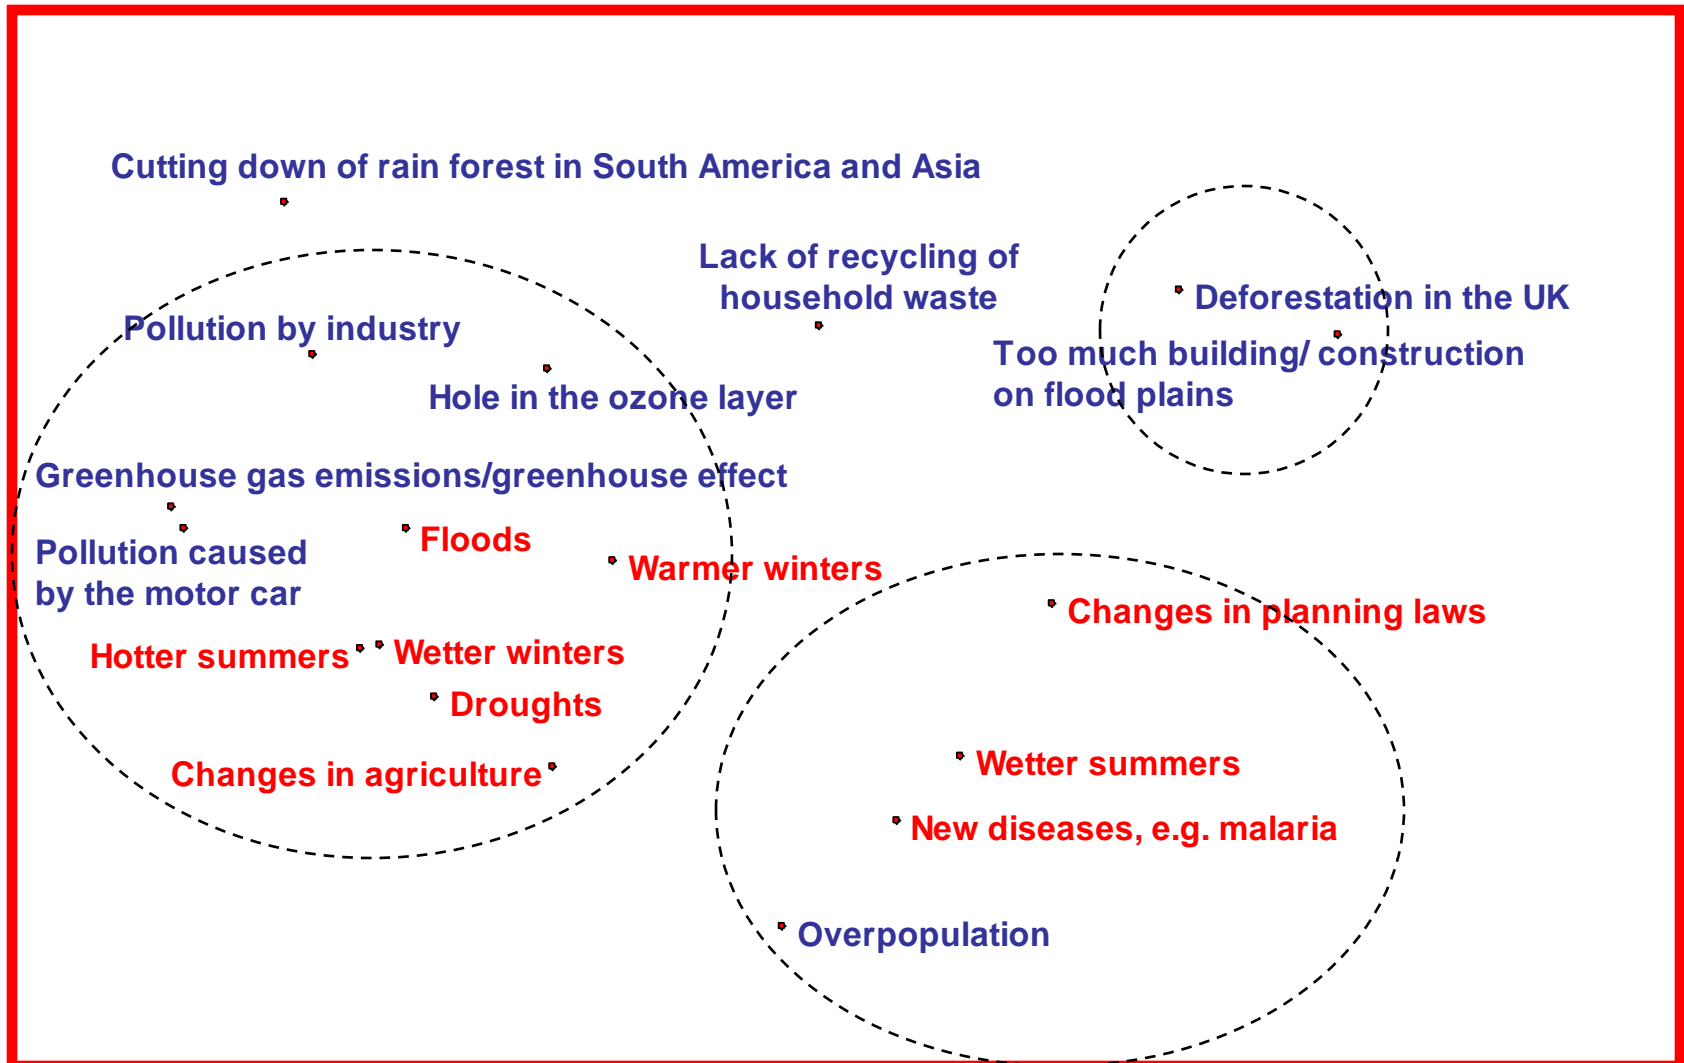 Cutting down of rain forest in South America and Asia
Lack of recycling of
household waste
Deforestation in the UK
Pollution by industry
Too much building/ construction
on flood plains
Hole in the ozone layer
Greenhouse gas emissions/greenhouse effect
Floods
Pollution caused
by the motor car
Warmer winters
Changes in planning laws
Hotter summers
Wetter winters
Droughts
Changes in agriculture
Wetter summers
New diseases, e.g. malaria
Overpopulation